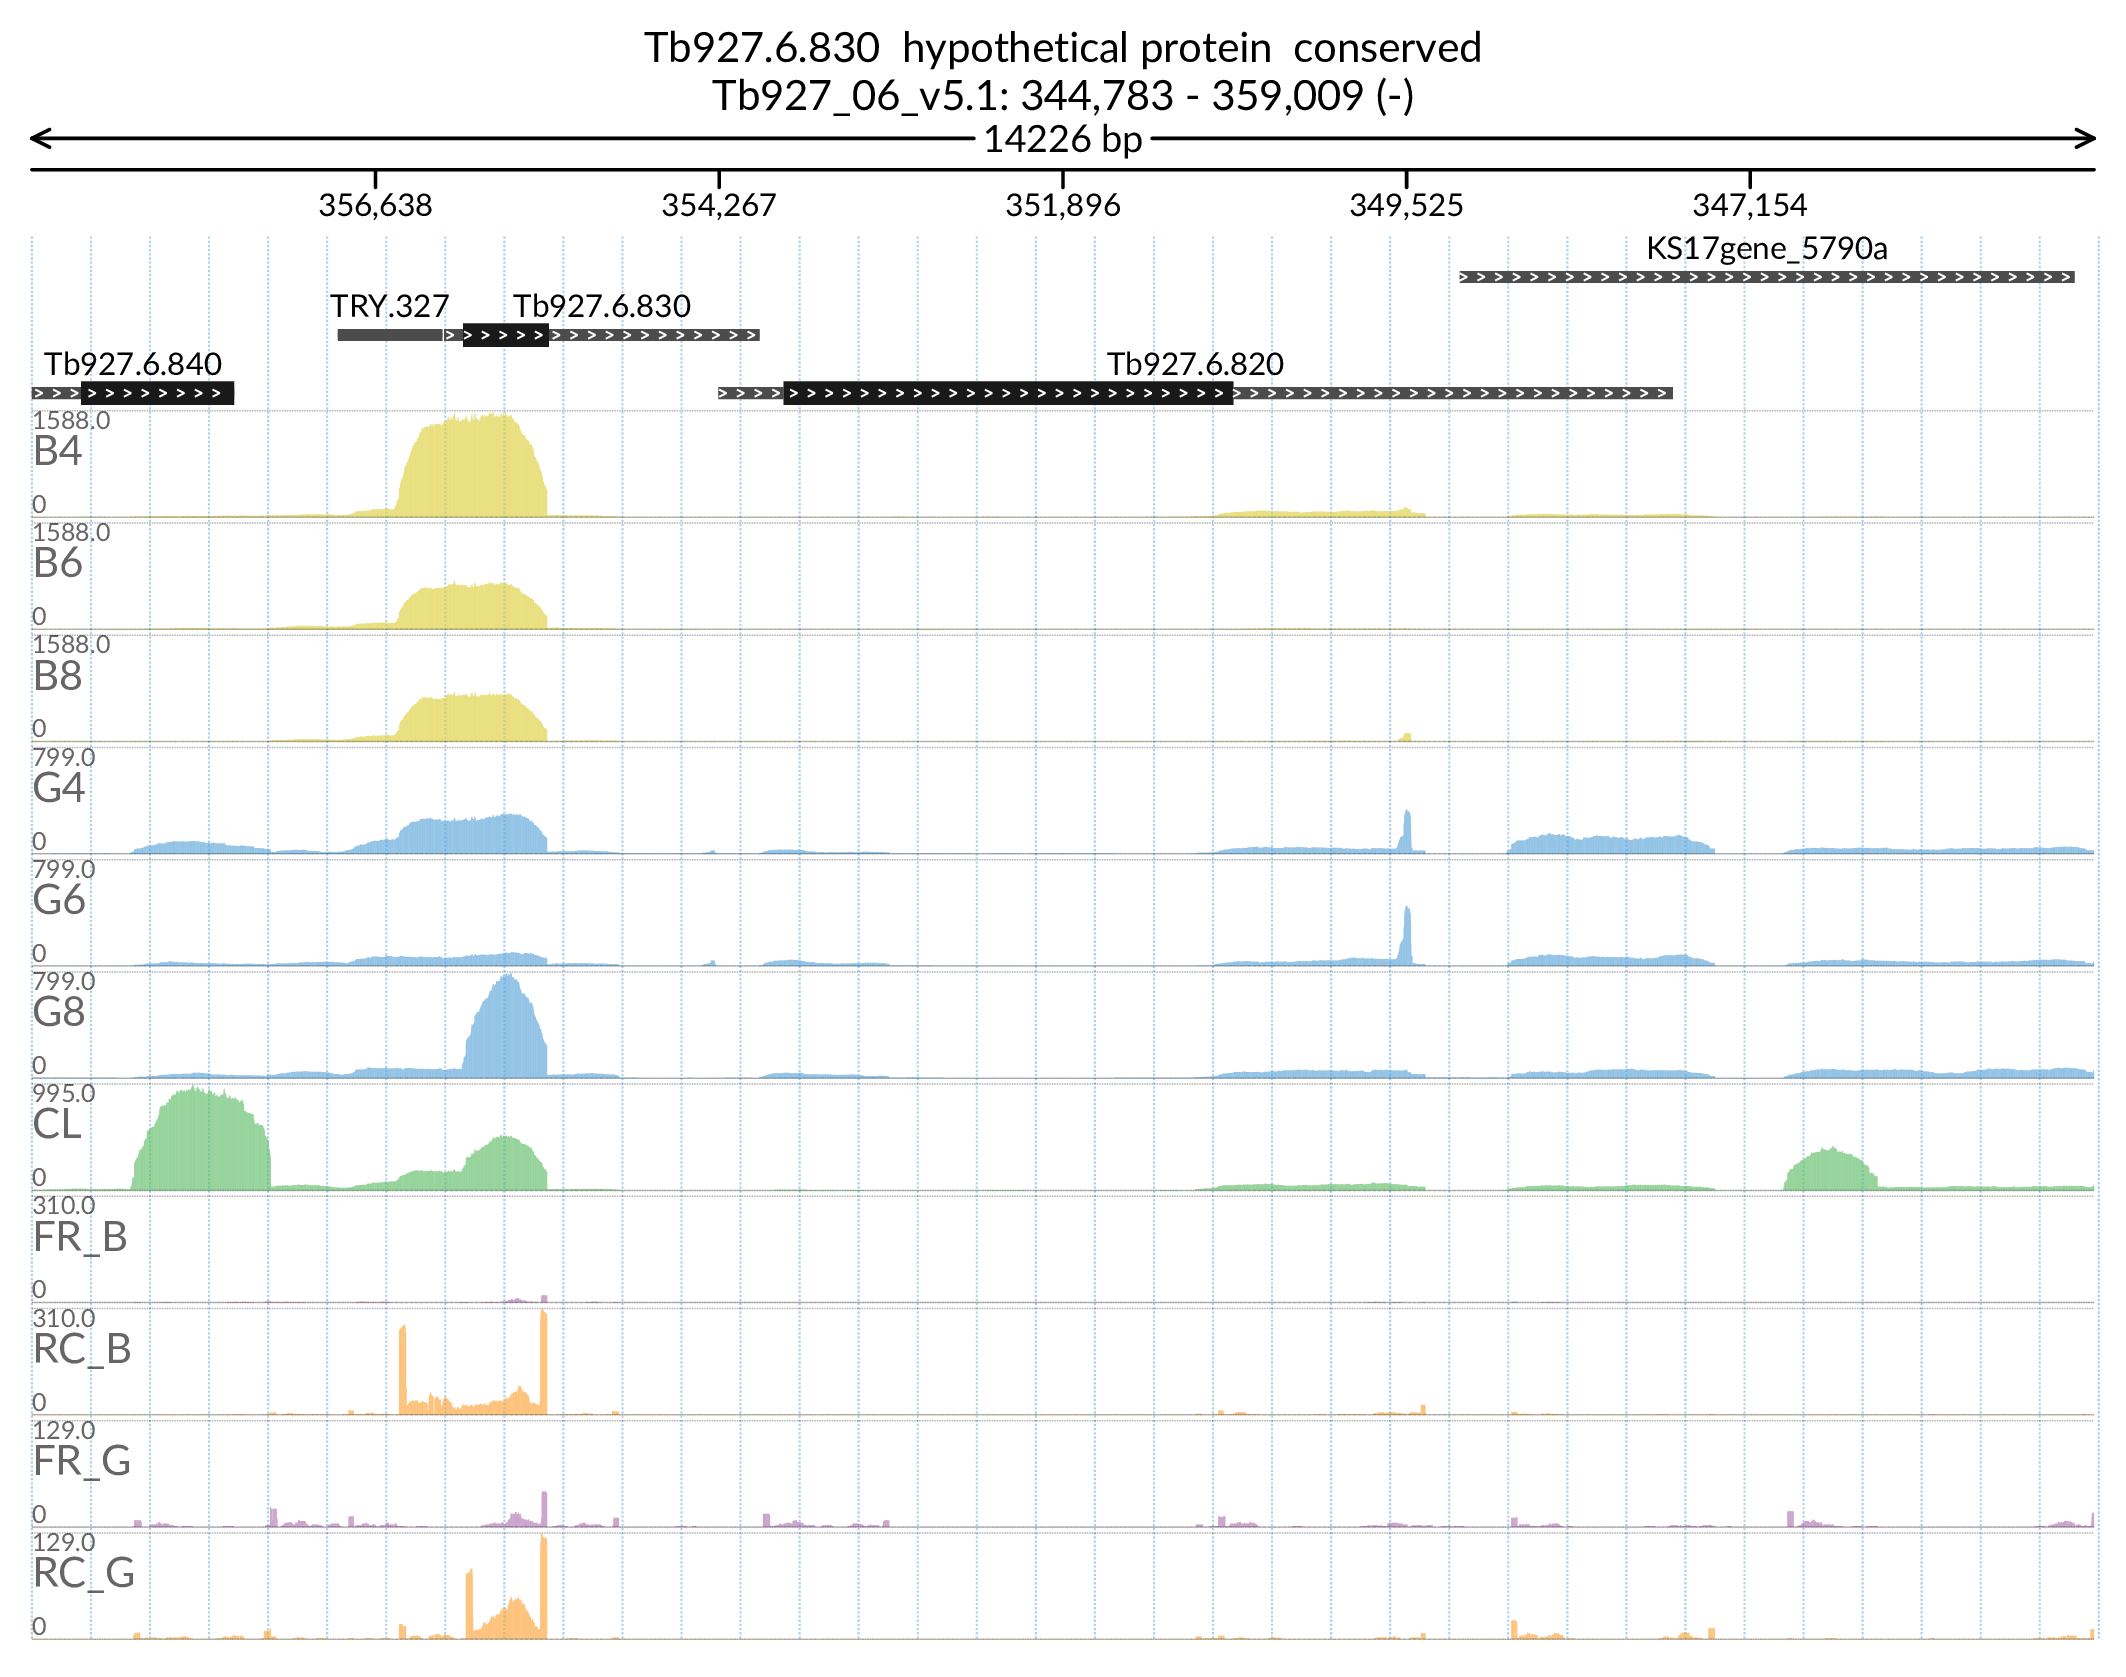 Tb927.6.830 hypothetical protein conserved
Tb927_06_v5.1: 344,783 - 359,009 (-)
14226 bp
356,638 354,267 351,896 349,525 347,154
KS17gene_5790a
TRY.327 Tb927.6.830
Tb927.6.840 Tb927.6.820
1588.0
B4
0
1588.0
B6
0
1588.0
B8
0
799.0
G4
0
799.0
G6
0
799.0
G8
0
995.0
CL
0
310.0
FR_B
0
310.0
RC_B
0
129.0
FR_G
0
129.0
RC_G
0